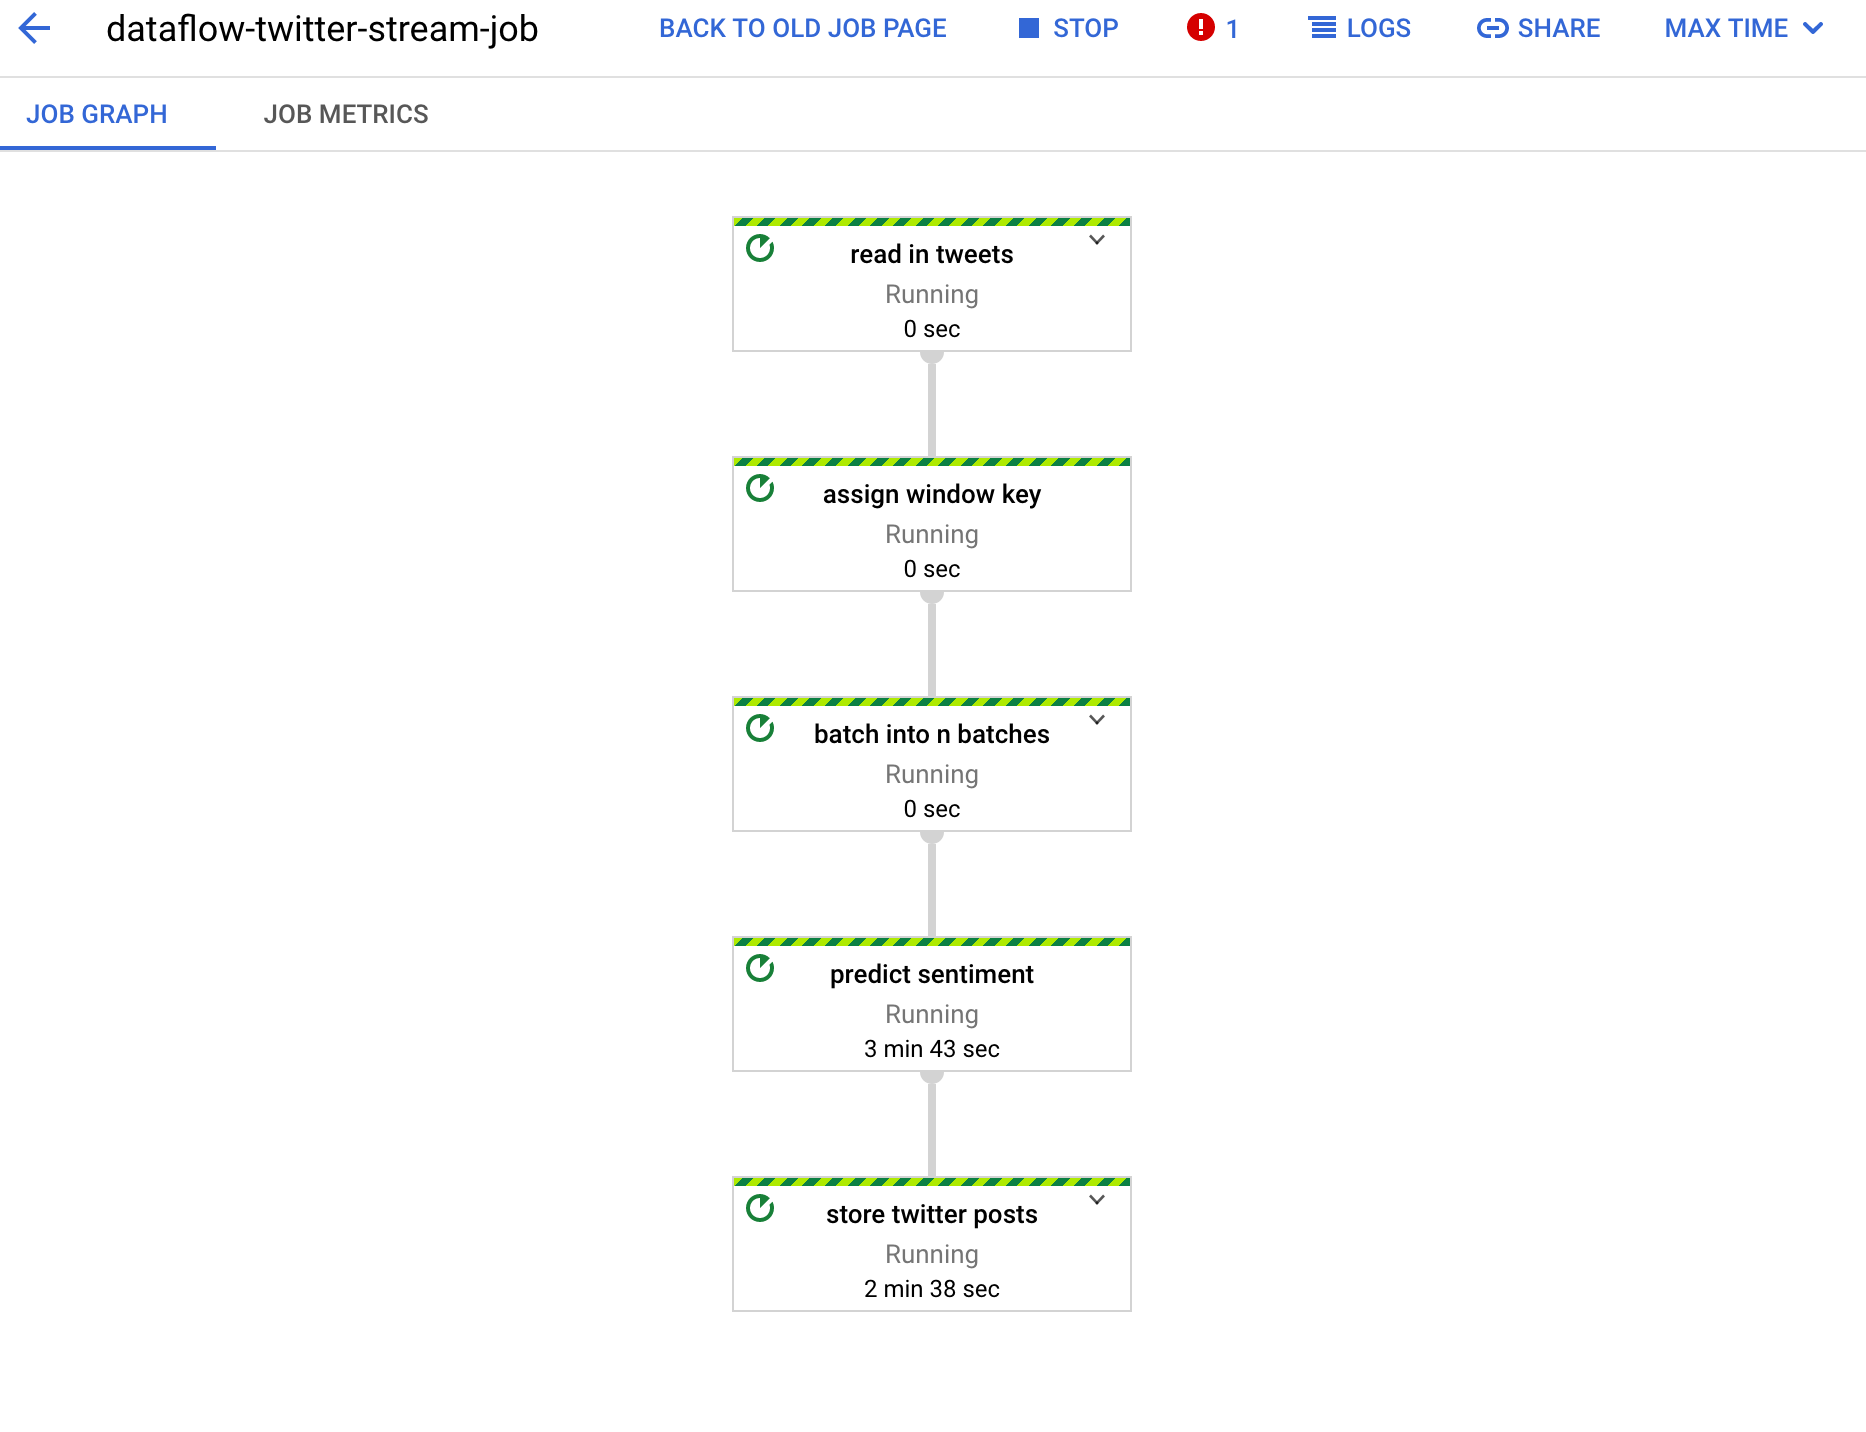 dataflow-twitter-stream-job
BACK TO OLD JOB PAGE
STOP
1
LOGS
SHARE
MAX TIME
JOB GRAPH
JOB METRICS
read in tweets
Running
0 sec
assign window key
Running
0 sec
batch into n batches
Running
0 sec
predict sentiment
Running
3 min 43 sec
store twitter posts
Running
2 min 38 sec